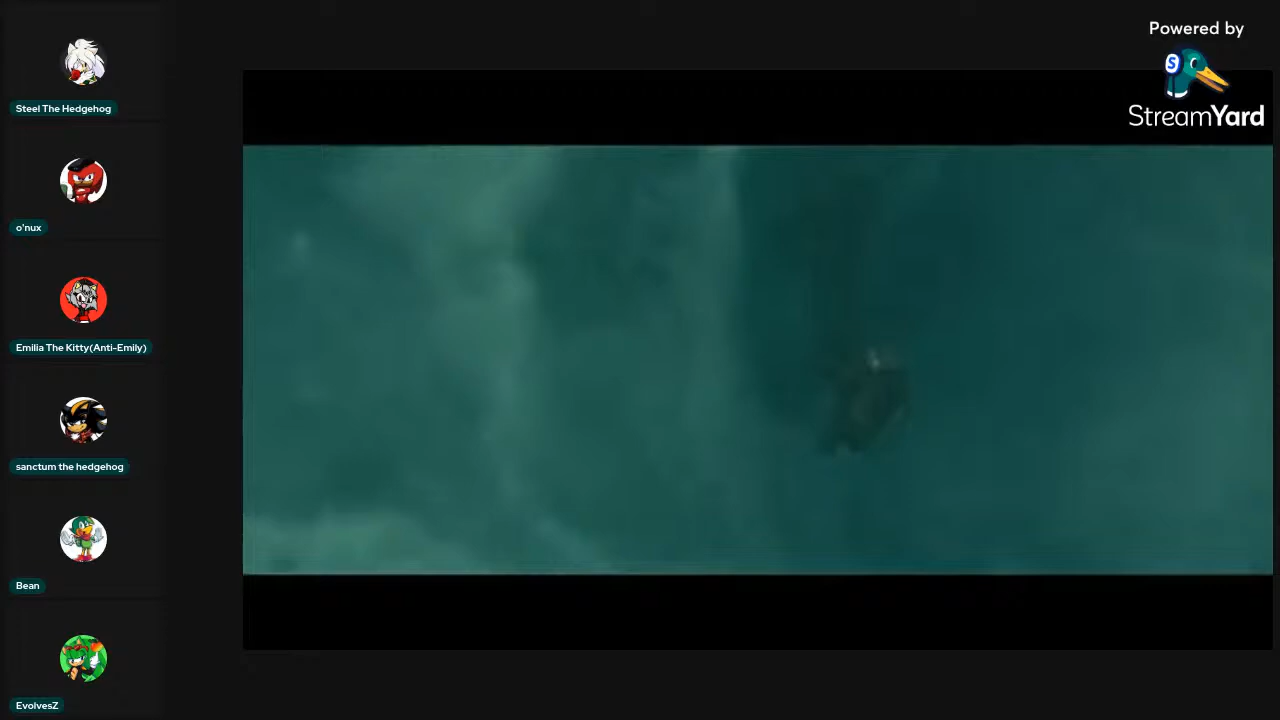 Powered by
StreamYard
Steel The Hedgehog
o'nux
Emilia The Kitty(Anti-Emily)
sanctum the hedgehog
Bean
EvolvesZ